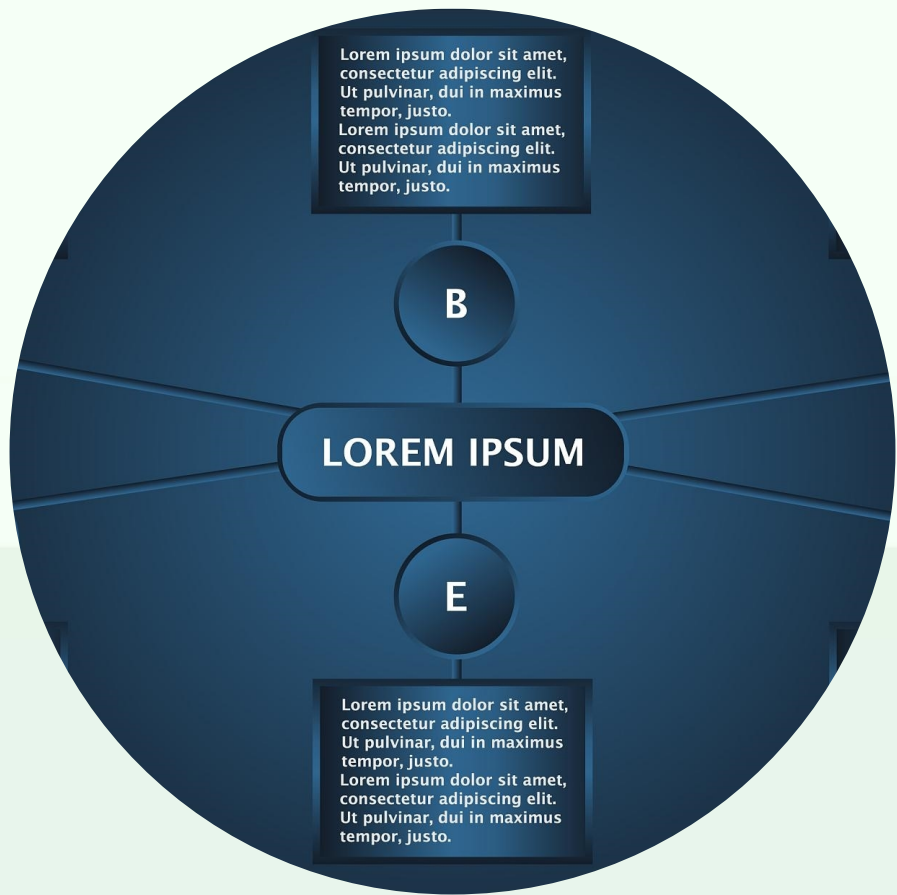 Lorem ipsum dolor sit amet,
consectetur adipiscing elit.
Ut pulvinar, dui in maximus
tempor, justo.
Lorem ipsum dolor sit amet,
consectetur adipiscing elit.
Ut pulvinar, dui in maximus
tempor, justo.
B
LOREM IPSUM
E
Lorem ipsum dolor sit amet,
consectetur adipiscing elit.
Ut pulvinar, dui in maximus
tempor, justo.
Lorem ipsum dolor sit amet,
consectetur adipiscing elit.
Ut pulvinar, dui in maximus
tempor, justo.